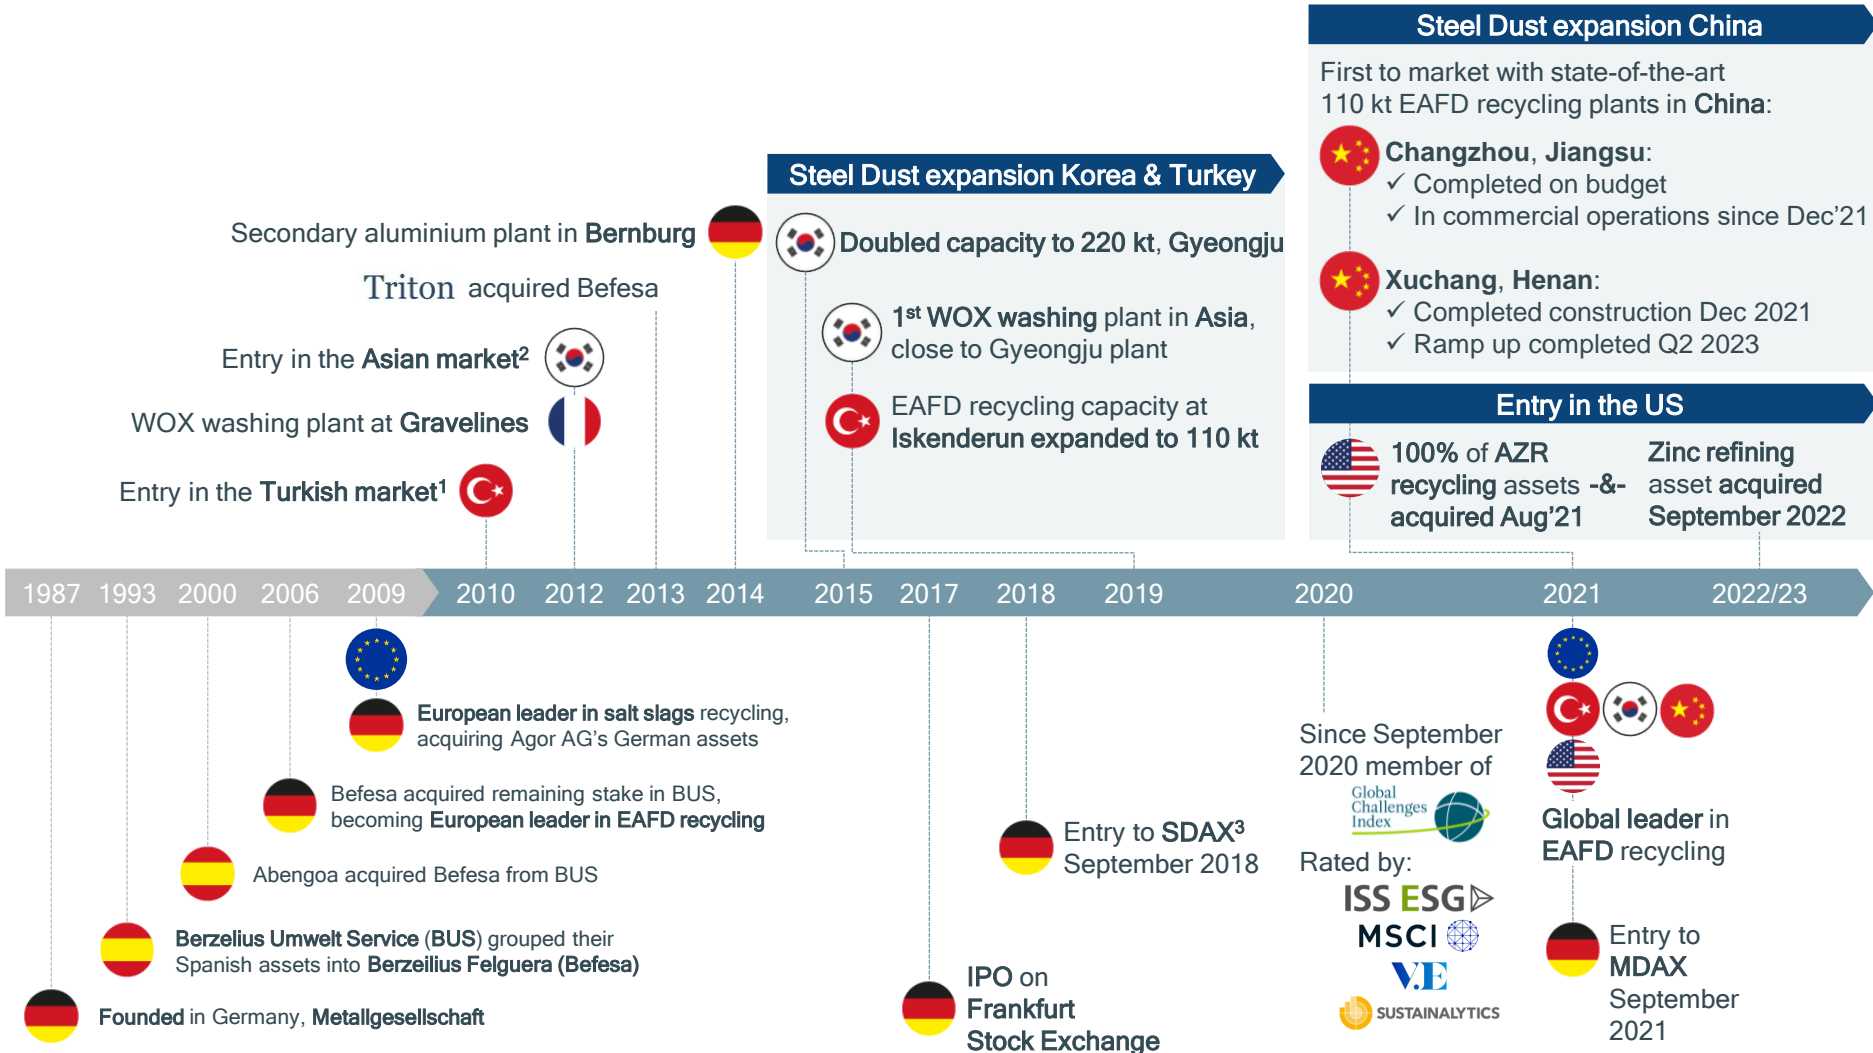 Steel Dust expansion China
First to market with state-of-the-art
110 kt EAFD recycling plants in China:
Changzhou, Jiangsu:
✓ Completed on budget
✓ In commercial operations since Dec'21
Xuchang, Henan:
✓ Completed construction Dec 2021
✓ Ramp up completed Q2 2023
Steel Dust expansion Korea & Turkey
Doubled capacity to 220 kt, Gyeongju
1st WOX washing plant in Asia,
close to Gyeongju plant
EAFD recycling capacity at
Iskenderun expanded to 110 kt
Secondary aluminium plant in Bernburg
Triton acquired Befesa
Entry in the Asian market2
WOX washing plant at Gravelines
Entry in the Turkish market1
Entry in the US
100% of AZR
recycling assets -&-
acquired Aug'21
Zinc refining
asset acquired
September 2022
1987 1993 2000 2006 2009 2010 2012 2013 2014 2015 2017 2018 2019 2020 2021 2022/23
European leader in salt slags recycling,
acquiring Agor AG's German assets
Befesa acquired remaining stake in BUS,
becoming European leader in EAFD recycling
Abengoa acquired Befesa from BUS
Berzelius Umwelt Service (BUS) grouped their
Spanish assets into Berzeilius Felguera (Befesa)
Founded in Germany, Metallgesellschaft
IPO on
Frankfurt
Stock Exchange
Entry to SDAX3
September 2018
Since September
2020 member of
Global
Challenges
Index
Rated by:
ISS ESG
MSCI
V.E
SUSTAINALYTICS
Global leader in
EAFD recycling
Entry to
MDAX
September
2021